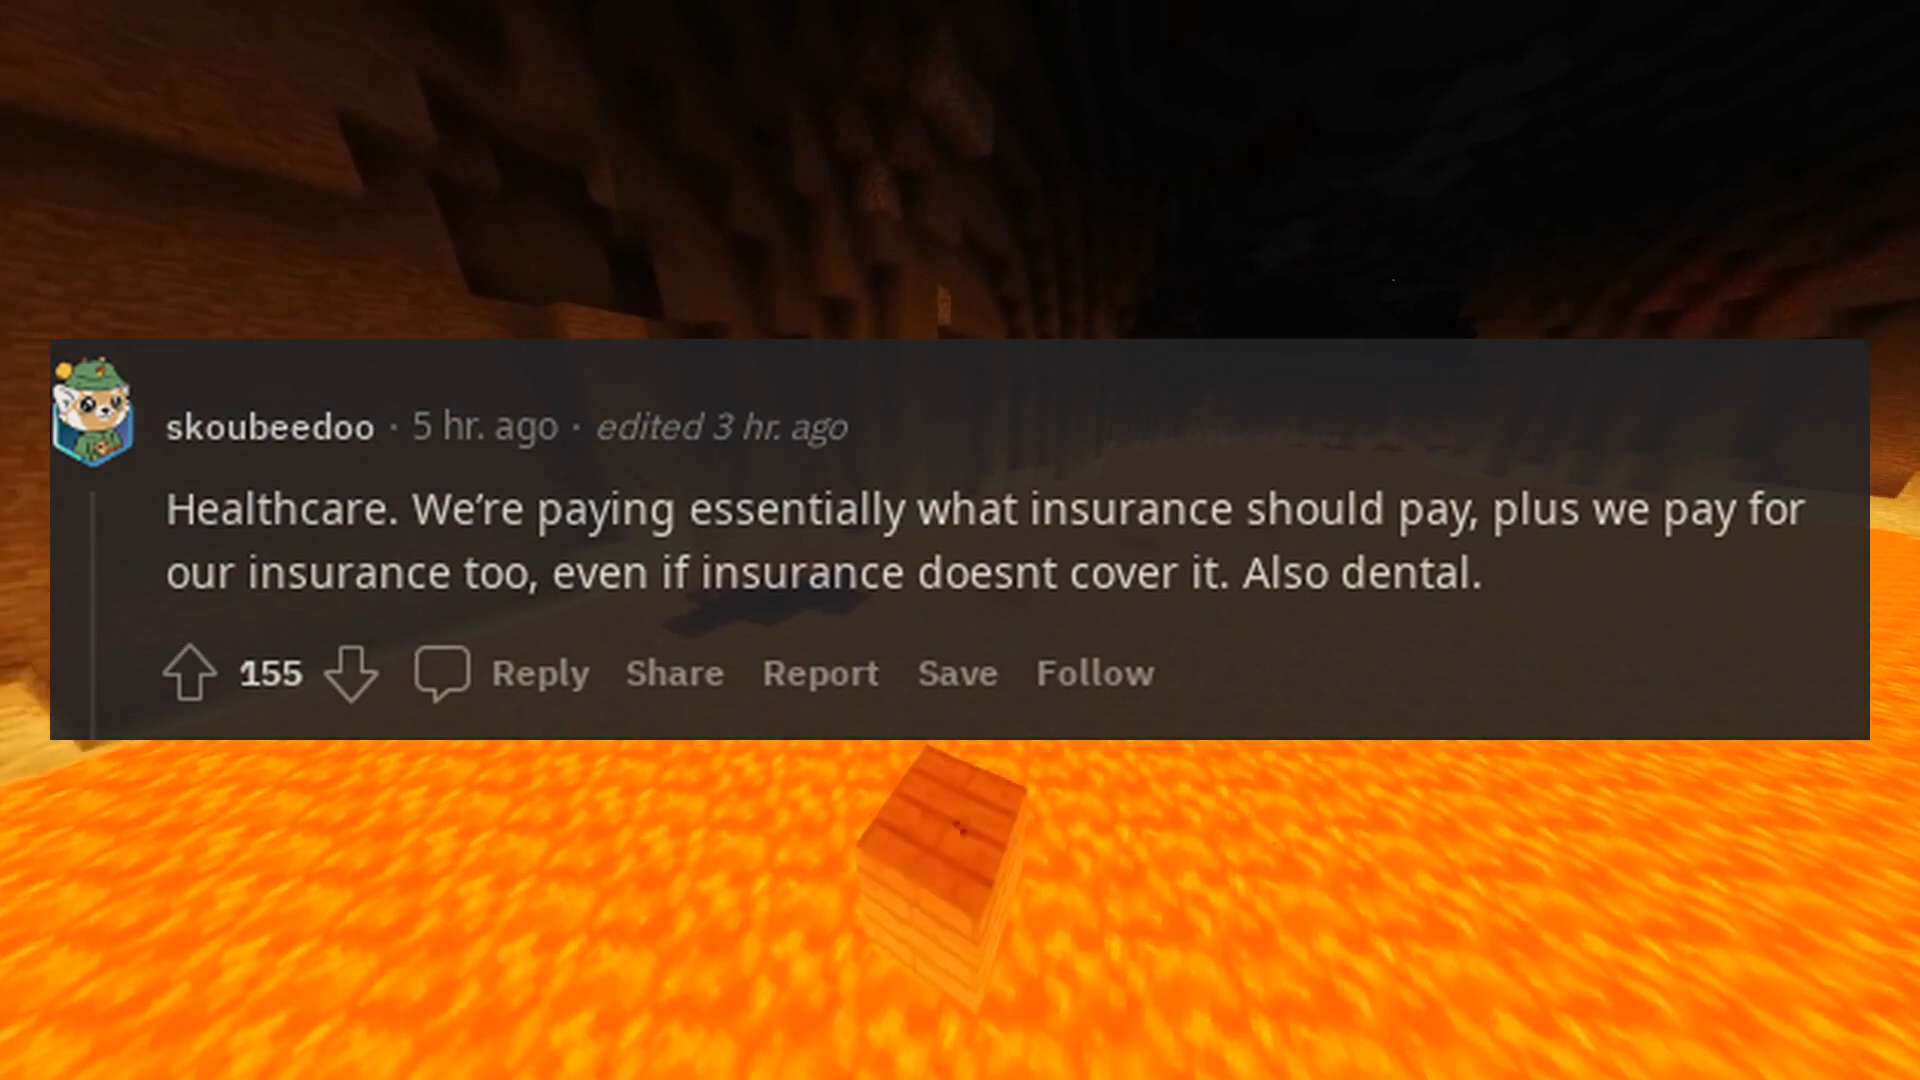 skoubeedoo · 5 hr. ago · edited 3 hr. ago
Healthcare. We’re paying essentially what insurance should pay, plus we pay for
our insurance too, even if insurance doesnt cover it. Also dental.
155 Reply Share Report Save Follow